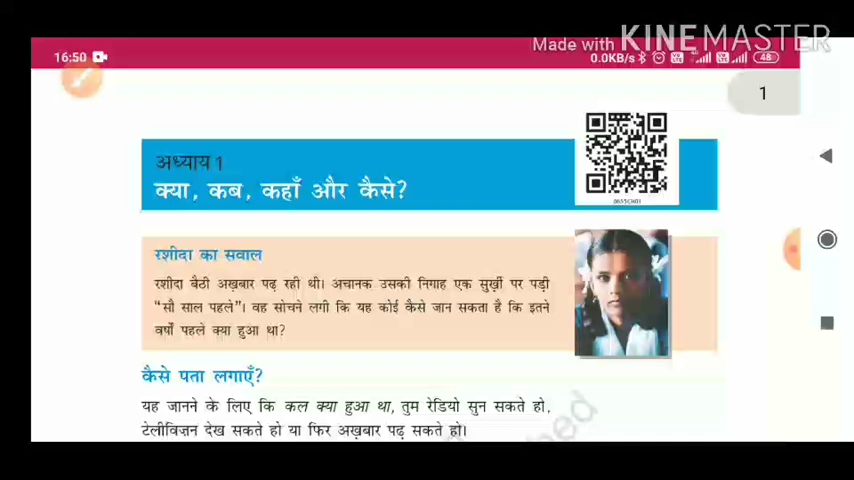 Made with KINEMASTER
16:50
0.0KB/s
48
1
अध्याय 1
क्या, कब, कहाँ और कैसे?
0655CH01
रशीदा का सवाल
रशीदा बैठी अख़बार पढ़ रही थी। अचानक उसकी निगाह एक सुर्ख़ी पर पड़ी
“सौ साल पहले”। वह सोचने लगी कि यह कोई कैसे जान सकता है कि इतने
वर्षों पहले क्या हुआ था?
कैसे पता लगाएँ?
यह जानने के लिए कि कल क्या हुआ था, तुम रेडियो सुन सकते हो,
टेलीविज़न देख सकते हो या फिर अख़बार पढ़ सकते हो।